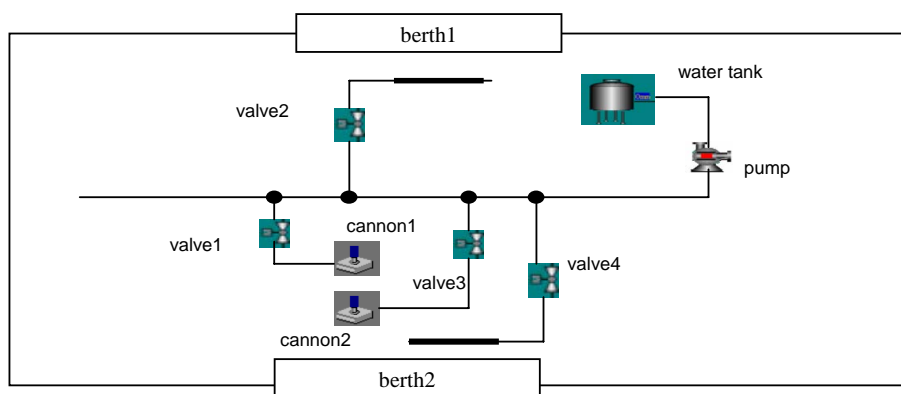 berth1
water tank
valve2
pump
cannon1
valve1
valve3
valve4
cannon2
berth2